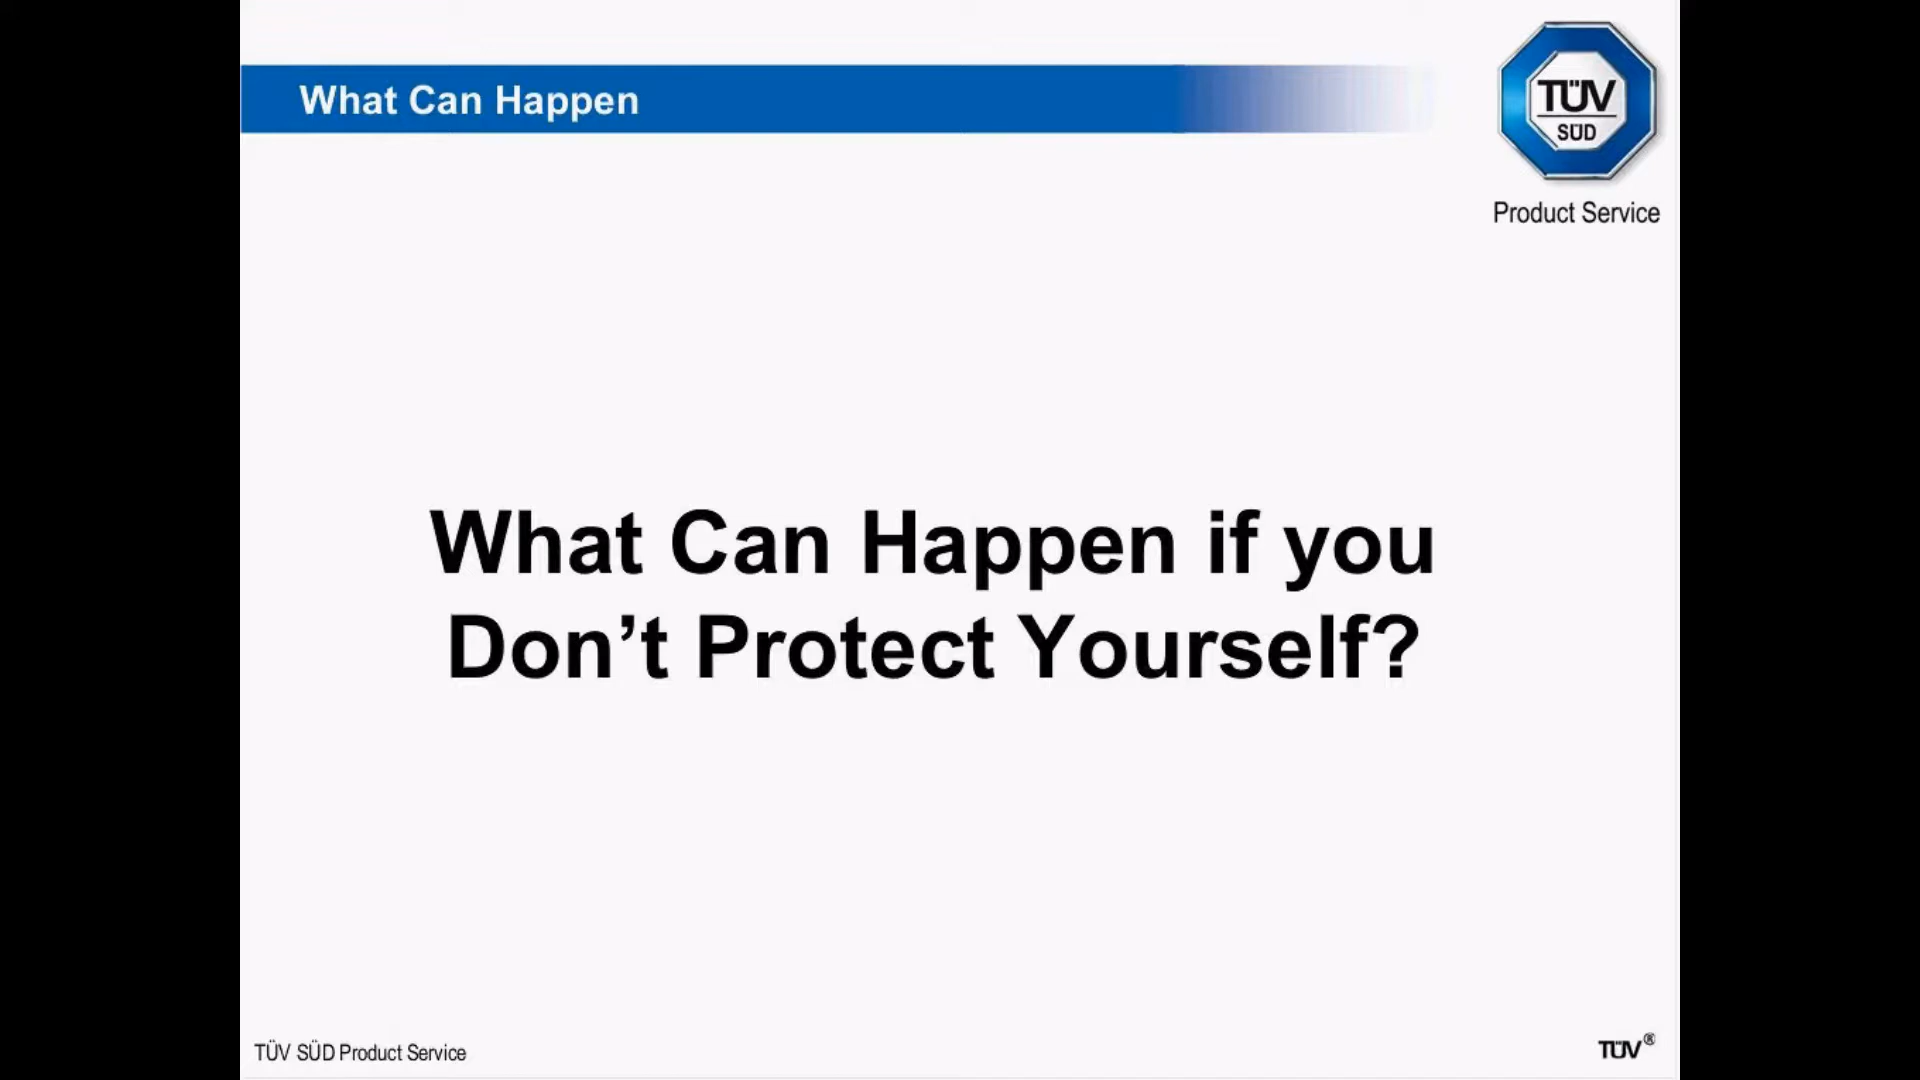 What Can Happen
TÜV
SÜD
Product Service
What Can Happen if you
Don’t Protect Yourself?
TÜV SÜD Product Service
TÜV®